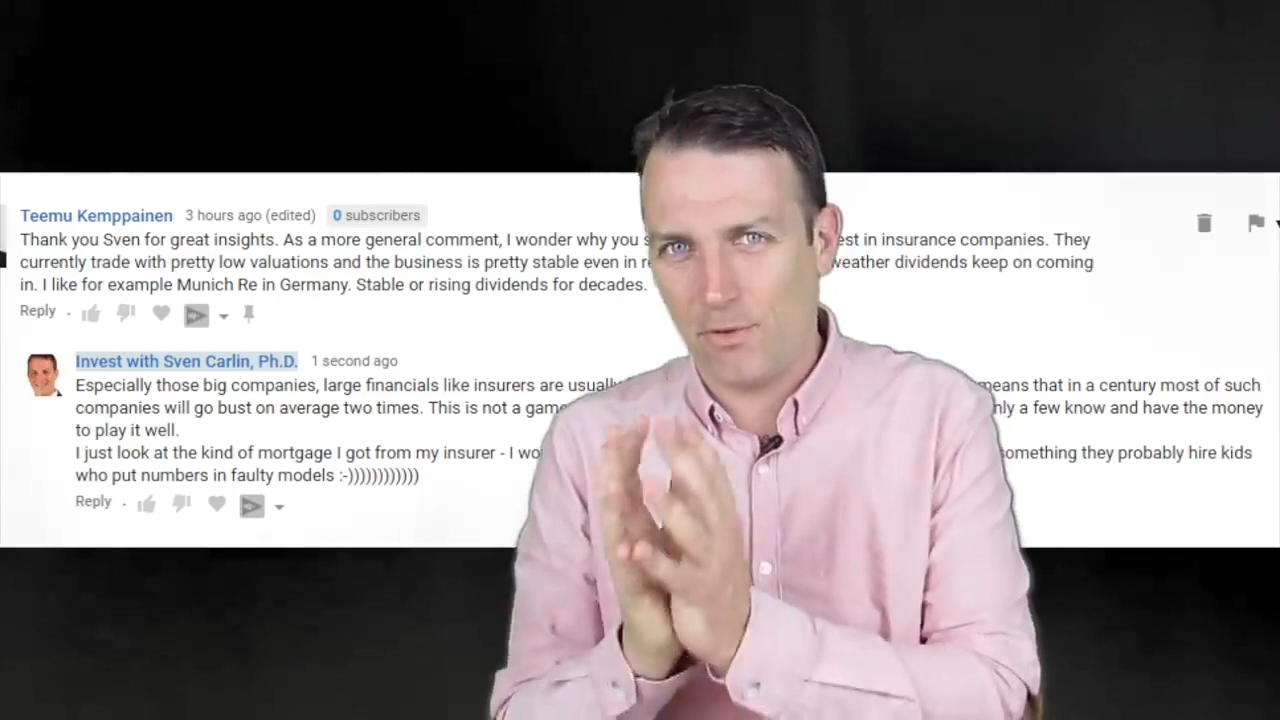 Teemu Kemppainen 3 hours ago (edited) 0 subscribers
Thank you Sven for great insights. As a more general comment, I wonder why you est in insurance companies. They
currently trade with pretty low valuations and the business is pretty stable even in weather dividends keep on coming
in. I like for example Munich Re in Germany. Stable or rising dividends for decades.
Reply
Invest with Sven Carlin, Ph.D. 1 second ago
Especially those big companies, large financials like insurers are usually means that in a century most of such
companies will go bust on average two times. This is not a game only a few know and have the money
to play it well.
I just look at the kind of mortgage I got from my insurer - I something they probably hire kids
who put numbers in faulty models :-))))))))))))
Reply